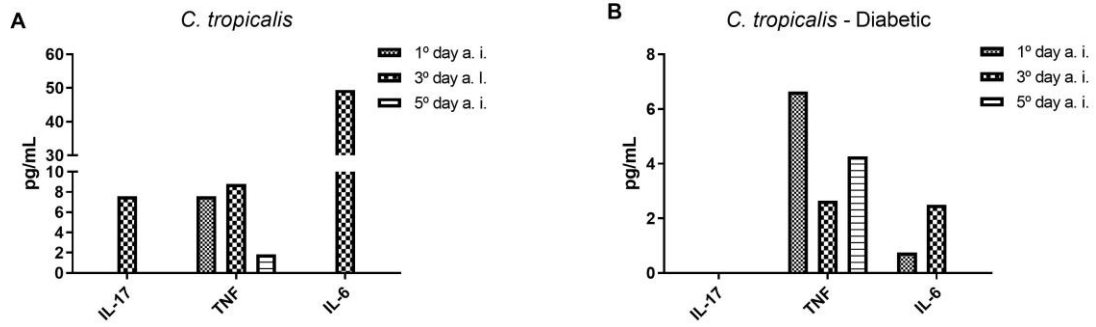 A
C. tropicalis
60
50
40
30
10
8
6
4
2
0
pg/mL
IL-17
TNF
IL-6
1º day a. i.
3º day a. I.
5º day a. i.
B
C. tropicalis - Diabetic
8
6
4
2
0
pg/mL
IL-17
TNF
IL-6
1º day a. i.
3º day a. i.
5º day a. i.